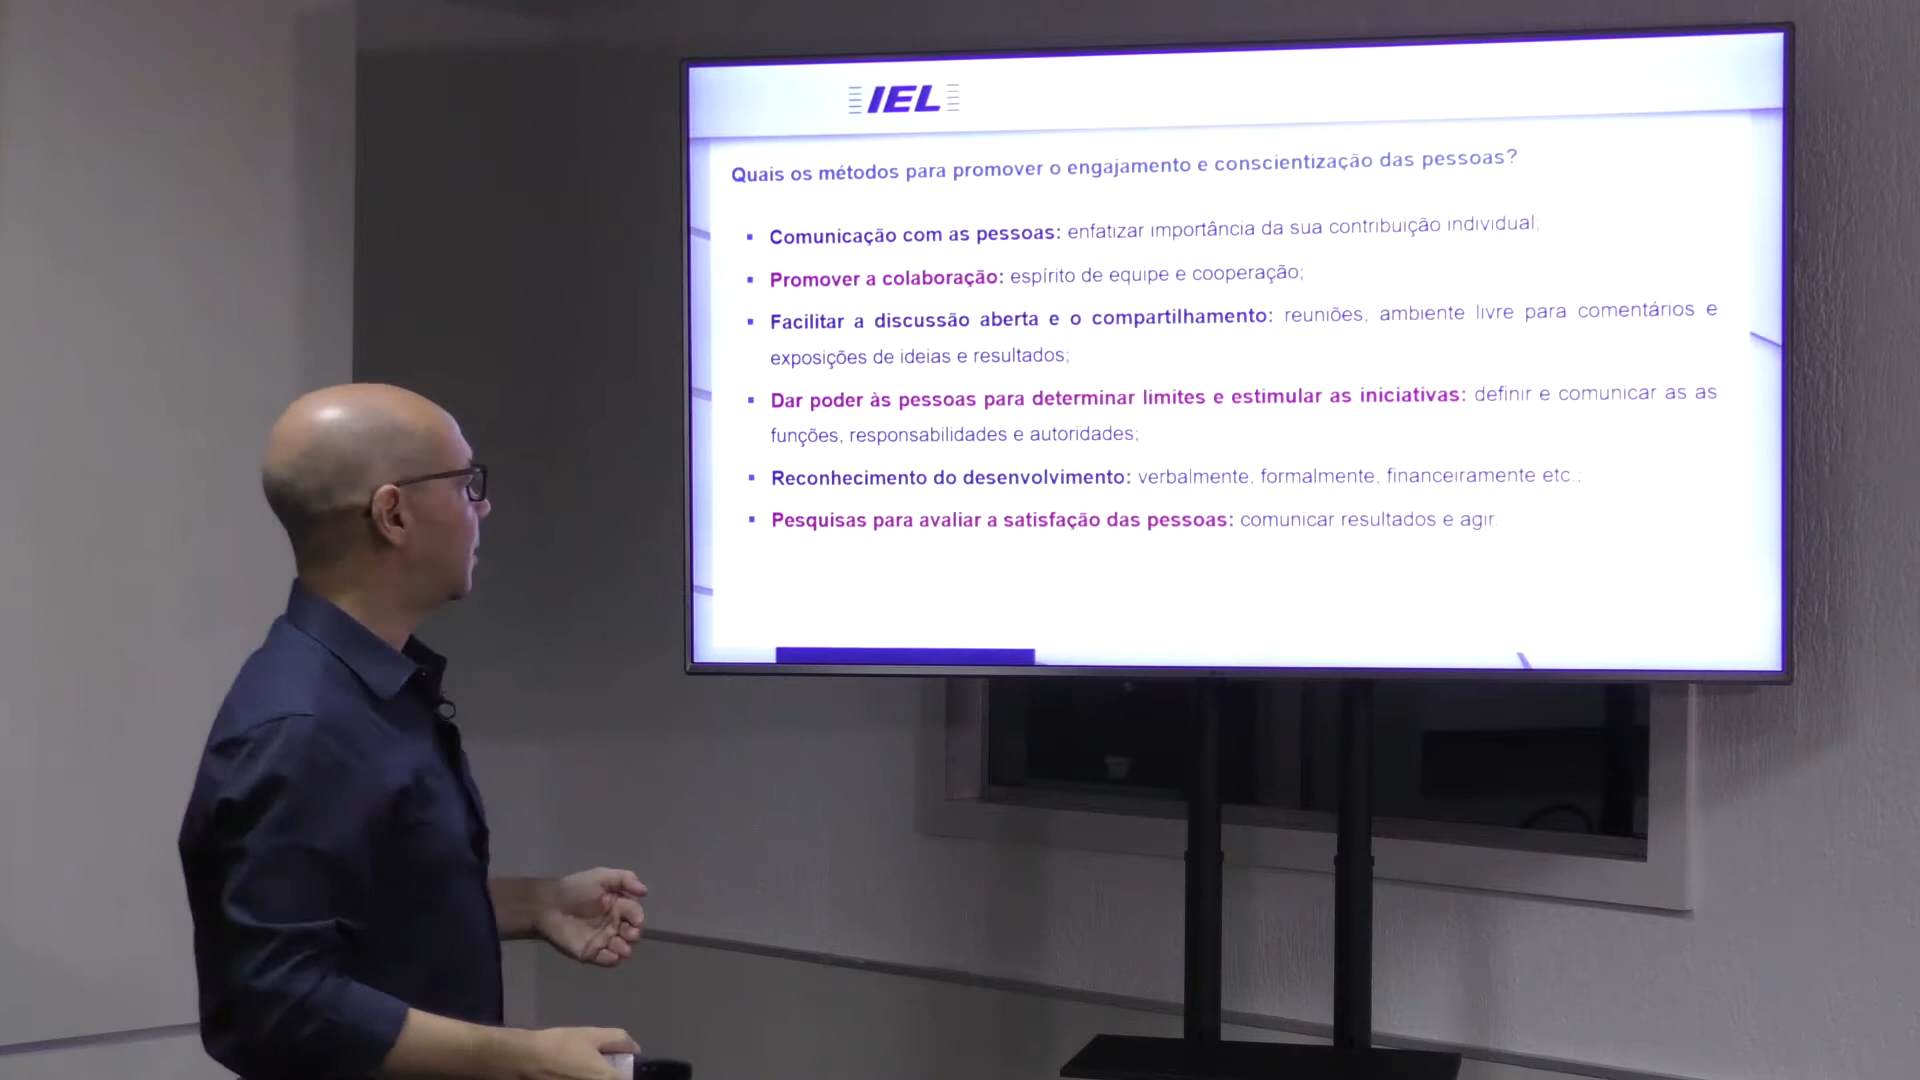 IEL
Quais os métodos para promover o engajamento e conscientização das pessoas?
▪ Comunicação com as pessoas: enfatizar importância da sua contribuição individual;
▪ Promover a colaboração: espírito de equipe e cooperação;
▪ Facilitar a discussão aberta e o compartilhamento: reuniões, ambiente livre para comentários e
exposições de ideias e resultados;
▪ Dar poder às pessoas para determinar limites e estimular as iniciativas: definir e comunicar as as
funções, responsabilidades e autoridades;
▪ Reconhecimento do desenvolvimento: verbalmente, formalmente, financeiramente etc.;
▪ Pesquisas para avaliar a satisfação das pessoas: comunicar resultados e agir.